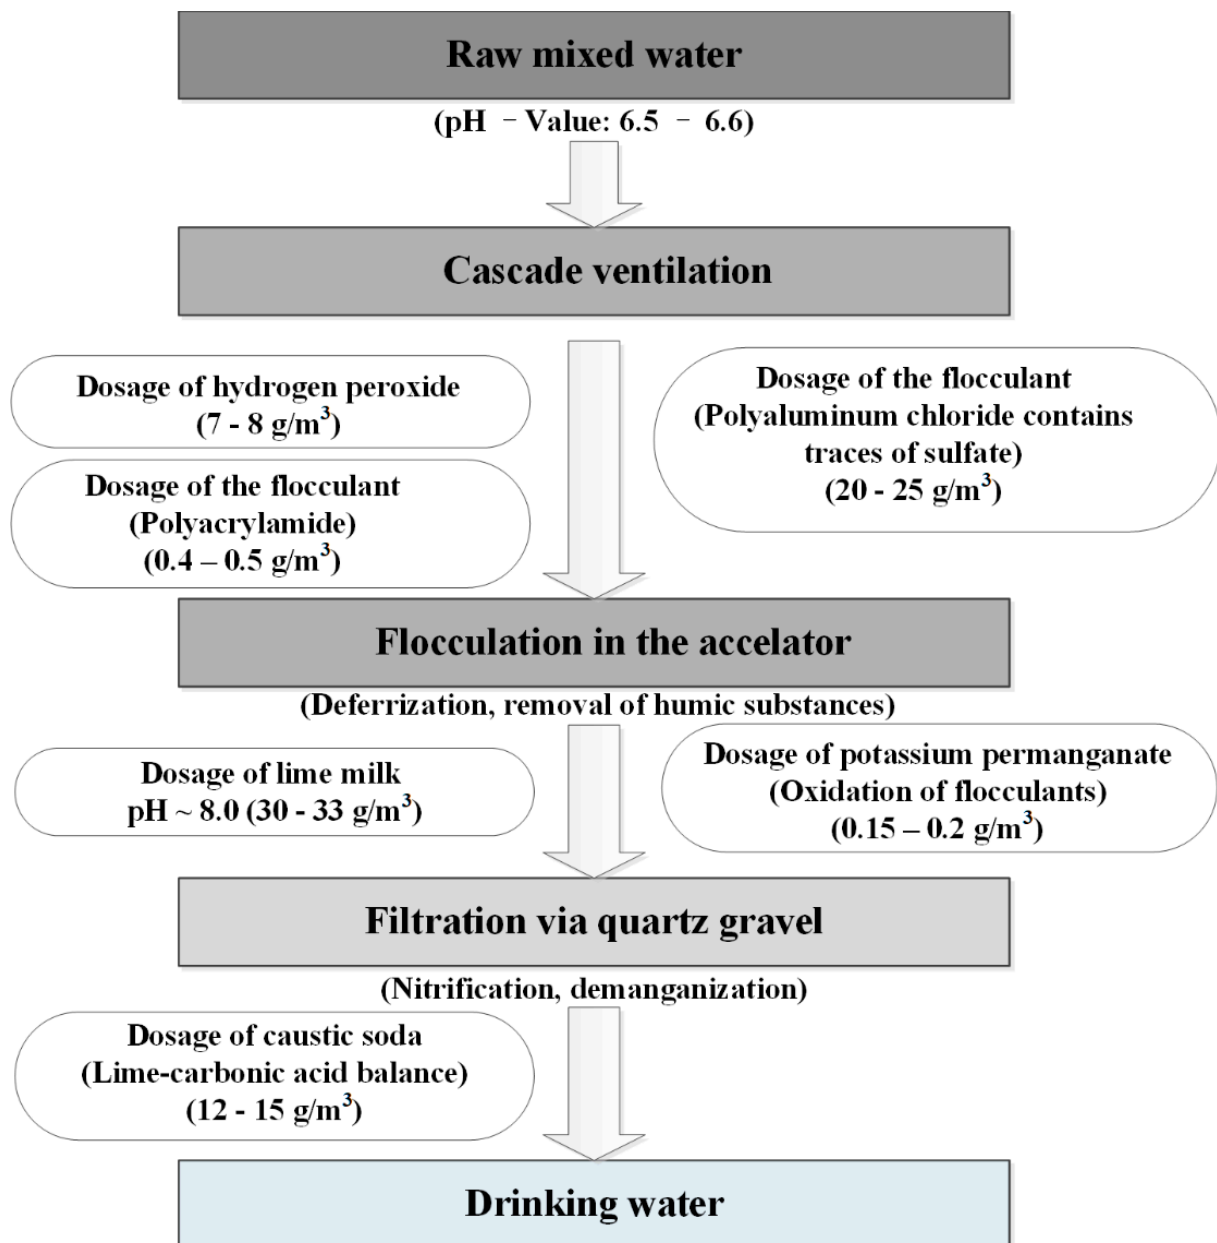 Raw mixed water
(pH – Value: 6.5 – 6.6)
Cascade ventilation
Dosage of hydrogen peroxide
(7 - 8 g/m³)
Dosage of the flocculant
(Polyacrylamide)
(0.4 – 0.5 g/m³)
Dosage of the flocculant
(Polyaluminum chloride contains
traces of sulfate)
(20 - 25 g/m³)
Flocculation in the accelator
(Deferrization, removal of humic substances)
Dosage of lime milk
pH ~ 8.0 (30 - 33 g/m³)
Dosage of potassium permanganate
(Oxidation of flocculants)
(0.15 – 0.2 g/m³)
Filtration via quartz gravel
(Nitrification, demanganization)
Dosage of caustic soda
(Lime-carbonic acid balance)
(12 - 15 g/m³)
Drinking water